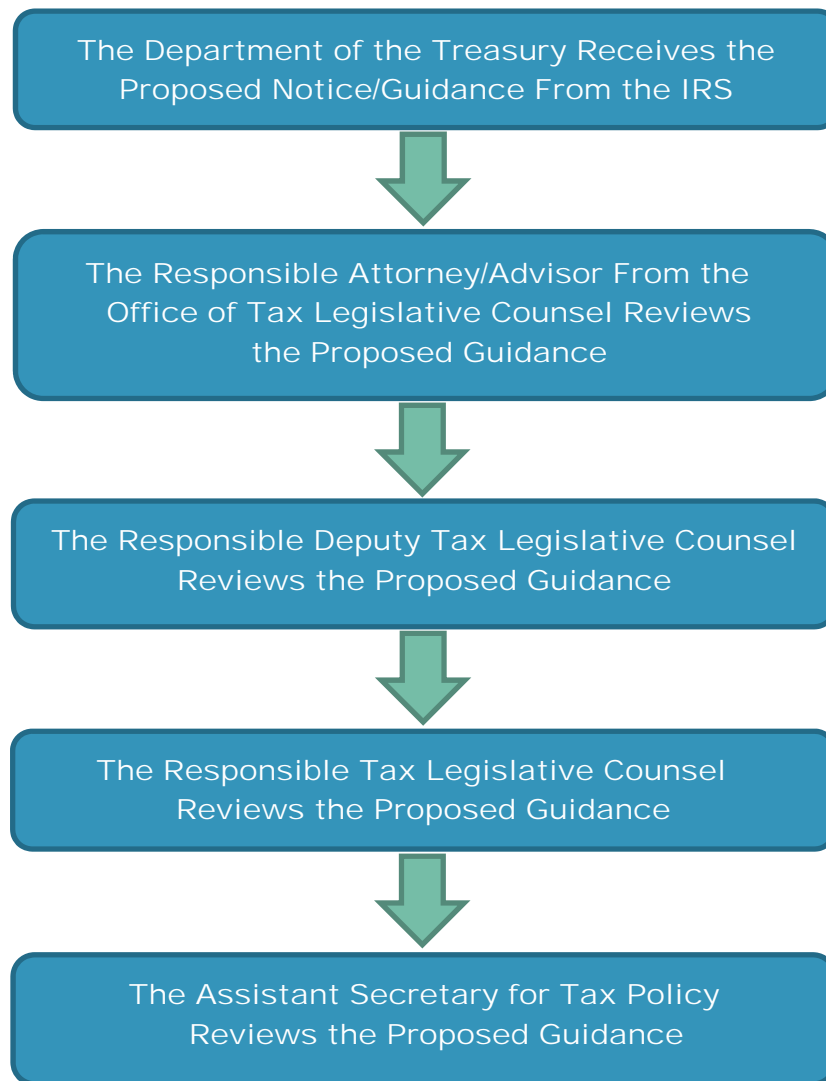 The Department of the Treasury Receives the
Proposed Notice/Guidance From the IRS
The Responsible Attorney/Advisor From the
Office of Tax Legislative Counsel Reviews
the Proposed Guidance
The Responsible Deputy Tax Legislative Counsel
Reviews the Proposed Guidance
The Responsible Tax Legislative Counsel
Reviews the Proposed Guidance
The Assistant Secretary for Tax Policy
Reviews the Proposed Guidance